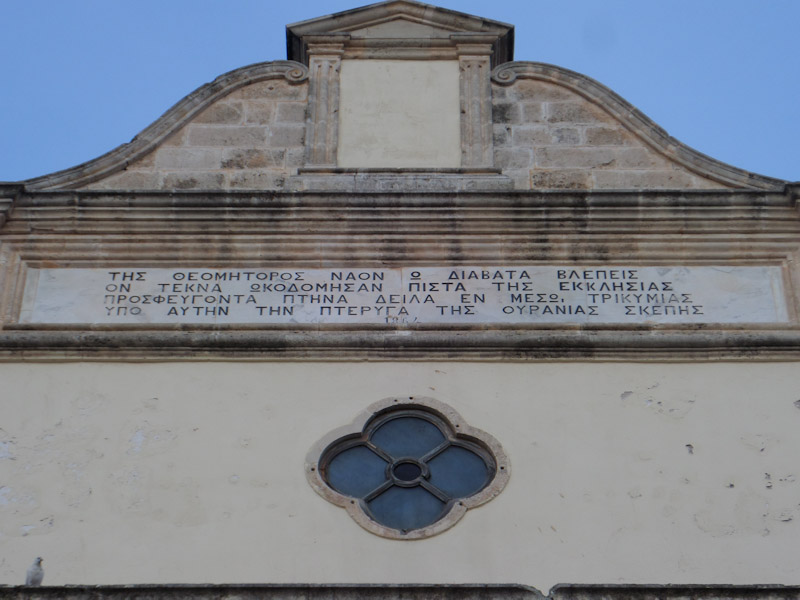 ΤΗΣ ΘΕΟΜΗΤΟΡΟΣ ΝΑΟΝ Ω ΔΙΑΒΑΤΑ ΒΛΕΠΕΙΣ
ΟΝ ΤΕΚΝΑ ΩΚΟΔΟΜΗΣΑΝ ΠΙΣΤΑ ΤΗΣ ΕΚΚΛΗΣΙΑΣ
ΠΡΟΣΦΕΥΓΟΝΤΑ ΠΤΗΝΑ ΔΕΙΛΑ ΕΝ ΜΕΣΩ, ΤΡΙΚΥΜΙΑΣ
ΥΠΟ ΑΥΤΗΝ ΤΗΝ ΠΤΕΡΥΓΑ ΤΗΣ ΟΥΡΑΝΙΑΣ ΣΚΕΠΗΣ
1864